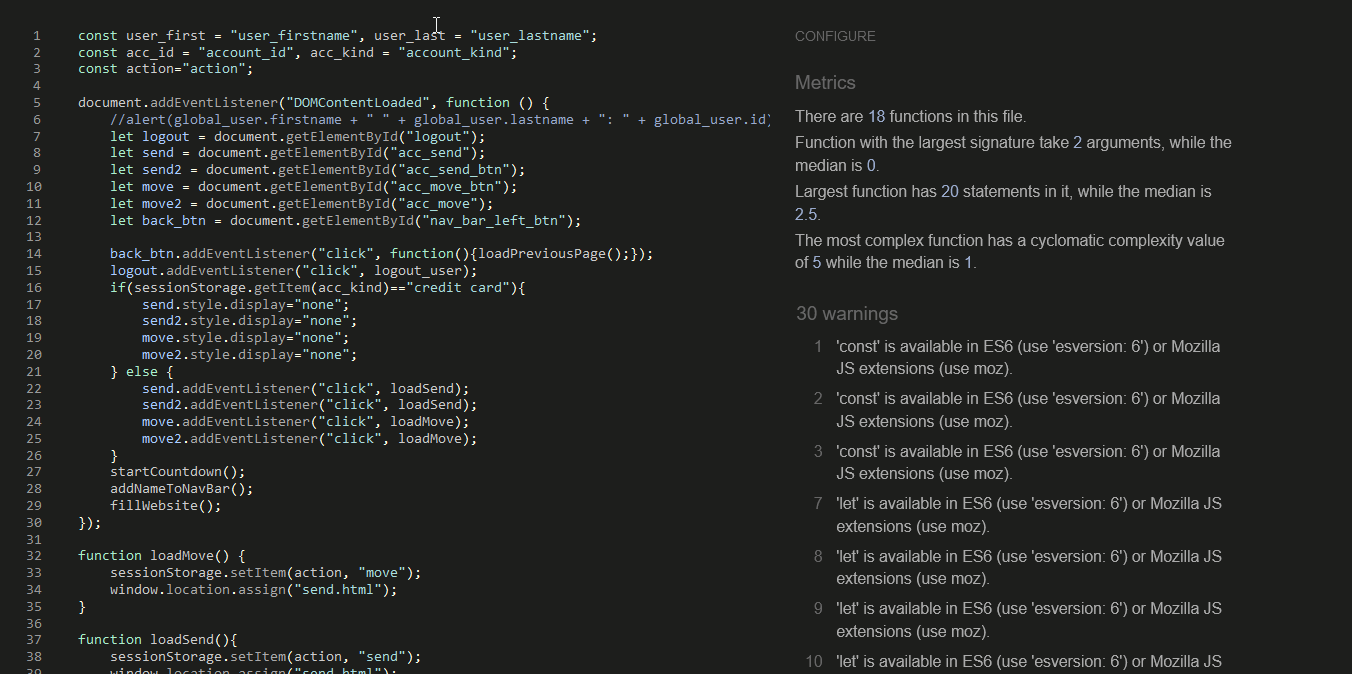 1 const user_first = "user_firstname", user_last = "user_lastname";
2 const acc_id = "account_id", acc_kind = "account_kind";
3 const action="action";
4
5 document.addEventListener("DOMContentLoaded", function () {
6 //alert(global_user.firstname + " " + global_user.lastname + ": " + global_user.id)
7 let logout = document.getElementById("logout");
8 let send = document.getElementById("acc_send");
9 let send2 = document.getElementById("acc_send_btn");
10 let move = document.getElementById("acc_move_btn");
11 let move2 = document.getElementById("acc_move");
12 let back_btn = document.getElementById("nav_bar_left_btn");
13
14 back_btn.addEventListener("click", function(){loadPreviousPage();});
15 logout.addEventListener("click", logout_user);
16 if(sessionStorage.getItem(acc_kind)=="credit card"){
17 send.style.display="none";
18 send2.style.display="none";
19 move.style.display="none";
20 move2.style.display="none";
21 } else {
22 send.addEventListener("click", loadSend);
23 send2.addEventListener("click", loadSend);
24 move.addEventListener("click", loadMove);
25 move2.addEventListener("click", loadMove);
26 }
27 startCountdown();
28 addNameToNavBar();
29 fillWebsite();
30 });
31
32 function loadMove() {
33 sessionStorage.setItem(action, "move");
34 window.location.assign("send.html");
35 }
36
37 function loadSend(){
38 sessionStorage.setItem(action, "send");
39 window.location.assign("send.html");
CONFIGURE
Metrics
There are 18 functions in this file.
Function with the largest signature take 2 arguments, while the
median is 0.
Largest function has 20 statements in it, while the median is
2.5.
The most complex function has a cyclomatic complexity value
of 5 while the median is 1.
30 warnings
1 'const' is available in ES6 (use 'esversion: 6') or Mozilla
JS extensions (use moz).
2 'const' is available in ES6 (use 'esversion: 6') or Mozilla
JS extensions (use moz).
3 'const' is available in ES6 (use 'esversion: 6') or Mozilla
JS extensions (use moz).
7 'let' is available in ES6 (use 'esversion: 6') or Mozilla JS
extensions (use moz).
8 'let' is available in ES6 (use 'esversion: 6') or Mozilla JS
extensions (use moz).
9 'let' is available in ES6 (use 'esversion: 6') or Mozilla JS
extensions (use moz).
10 'let' is available in ES6 (use 'esversion: 6') or Mozilla JS